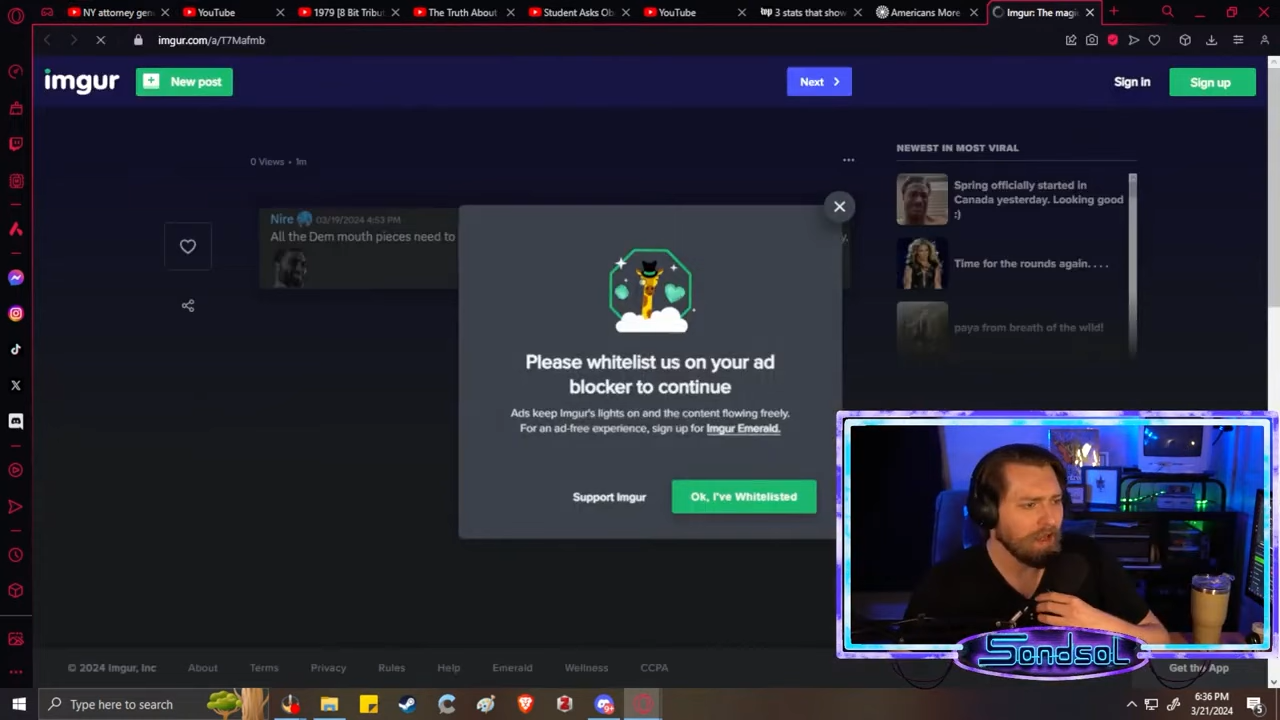 NY attorney gen
YouTube
1979 [8 Bit Tribut
The Truth About
Student Asks Ob
YouTube
top 3 stats that show
Americans More
Imgur: The magi
imgur.com/a/T7Mafmb
imgur
New post
Next
Sign in
Sign up
0 Views • 1m
NEWEST IN MOST VIRAL
Spring officially started in
Canada yesterday. Looking good
:)
Time for the rounds again. . . .
paya from breath of the wild!
Nire 03/19/2024 4:53 PM
All the Dem mouth pieces need to
y.
Please whitelist us on your ad
blocker to continue
Ads keep Imgur's lights on and the content flowing freely.
For an ad-free experience, sign up for Imgur Emerald.
Support Imgur
Ok, I've Whitelisted
Sondsol
© 2024 Imgur, Inc
About
Terms
Privacy
Rules
Help
Emerald
Wellness
CCPA
Get the App
Type here to search
6:36 PM
3/21/2024
5